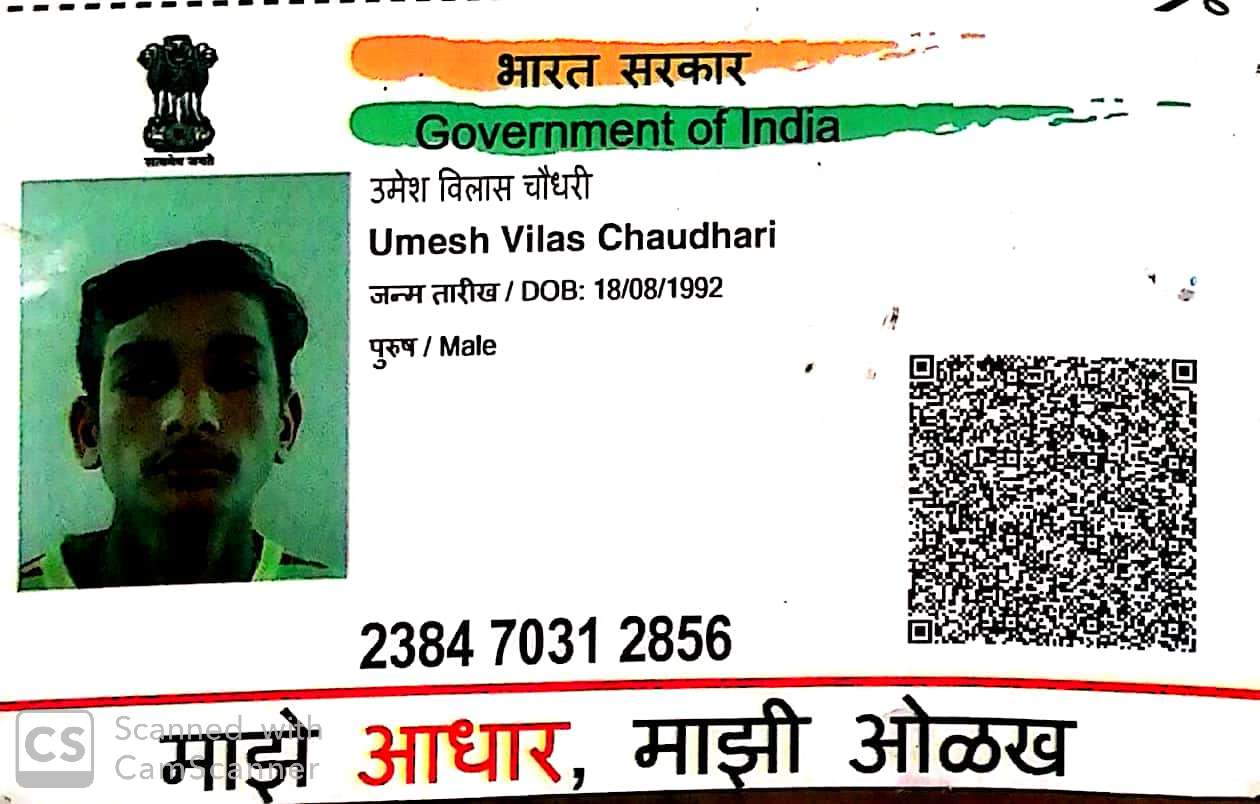 सत्यमेव जयते
भारत सरकार
Government of India
उमेश विलास चौधरी
Umesh Vilas Chaudhari
जन्म तारीख / DOB: 18/08/1992
पुरुष / Male
2384 7031 2856
माझे आधार, माझी ओळख
CS Scanned with
CamScanner